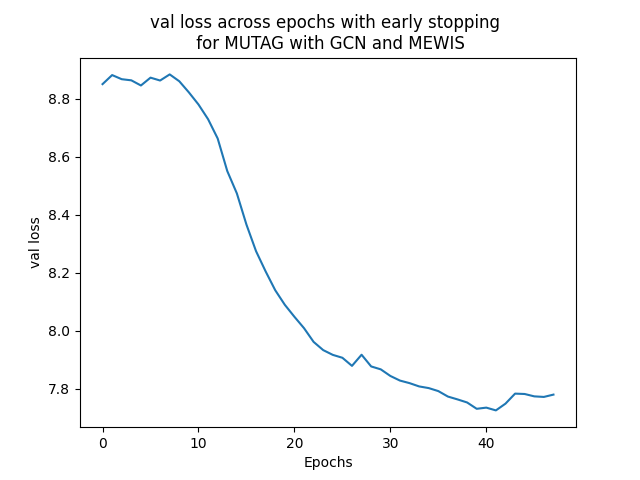 val loss across epochs with early stopping
for MUTAG with GCN and MEWIS
val loss
8.8
8.6
8.4
8.2
8.0
7.8
0 10 20 30 40
Epochs